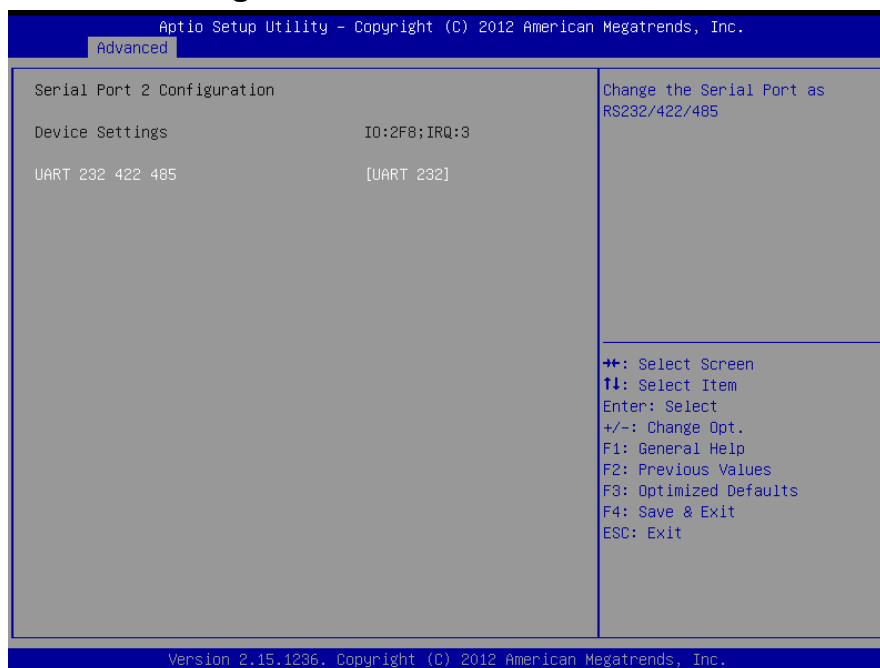 Aptio Setup Utility – Copyright (C) 2012 American Megatrends, Inc.
Advanced
Serial Port 2 Configuration
Device Settings IO:2F8;IRQ:3
UART 232 422 485 [UART 232]
Change the Serial Port as
RS232/422/485
→←: Select Screen
↑↓: Select Item
Enter: Select
+/-: Change Opt.
F1: General Help
F2: Previous Values
F3: Optimized Defaults
F4: Save & Exit
ESC: Exit
Version 2.15.1236. Copyright (C) 2012 American Megatrends, Inc.